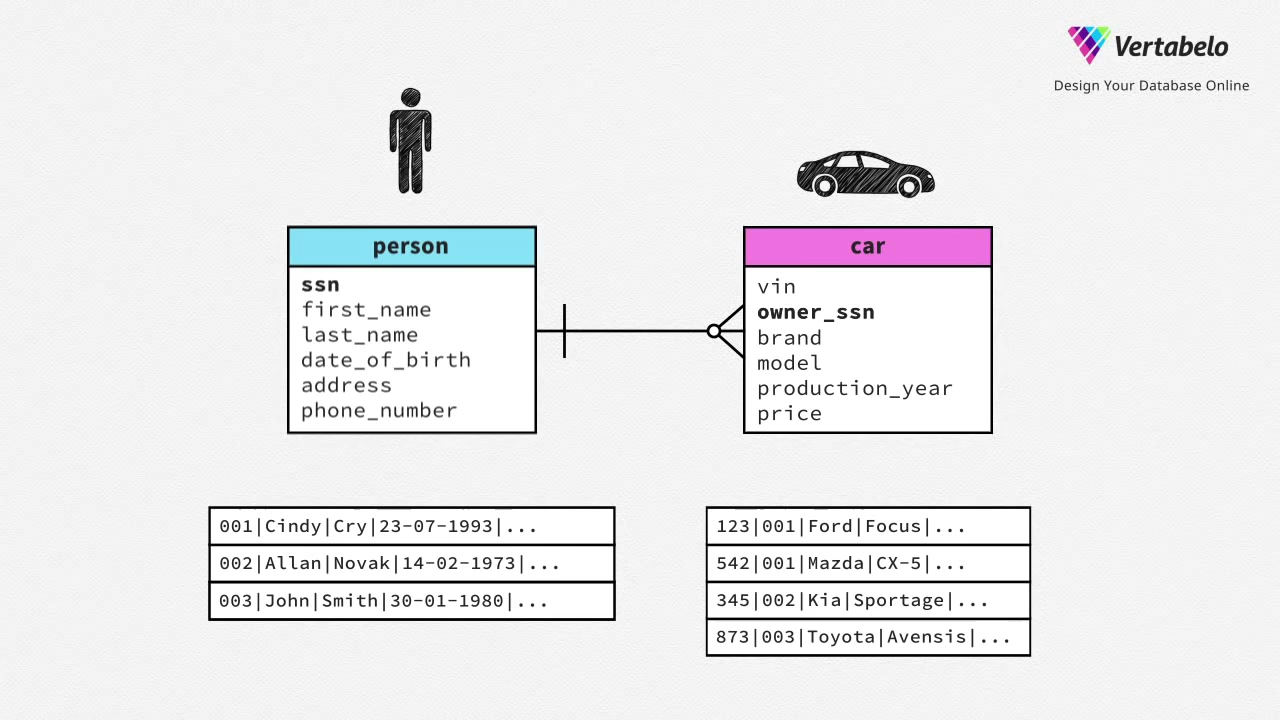 Vertabelo
Design Your Database Online
person
ssn
first_name
last_name
date_of_birth
address
phone_number
car
vin
owner_ssn
brand
model
production_year
price
001|Cindy|Cry|23-07-1993|...
002|Allan|Novak|14-02-1973|...
003|John|Smith|30-01-1980|...
123|001|Ford|Focus|...
542|001|Mazda|CX-5|...
345|002|Kia|Sportage|...
873|003|Toyota|Avensis|...